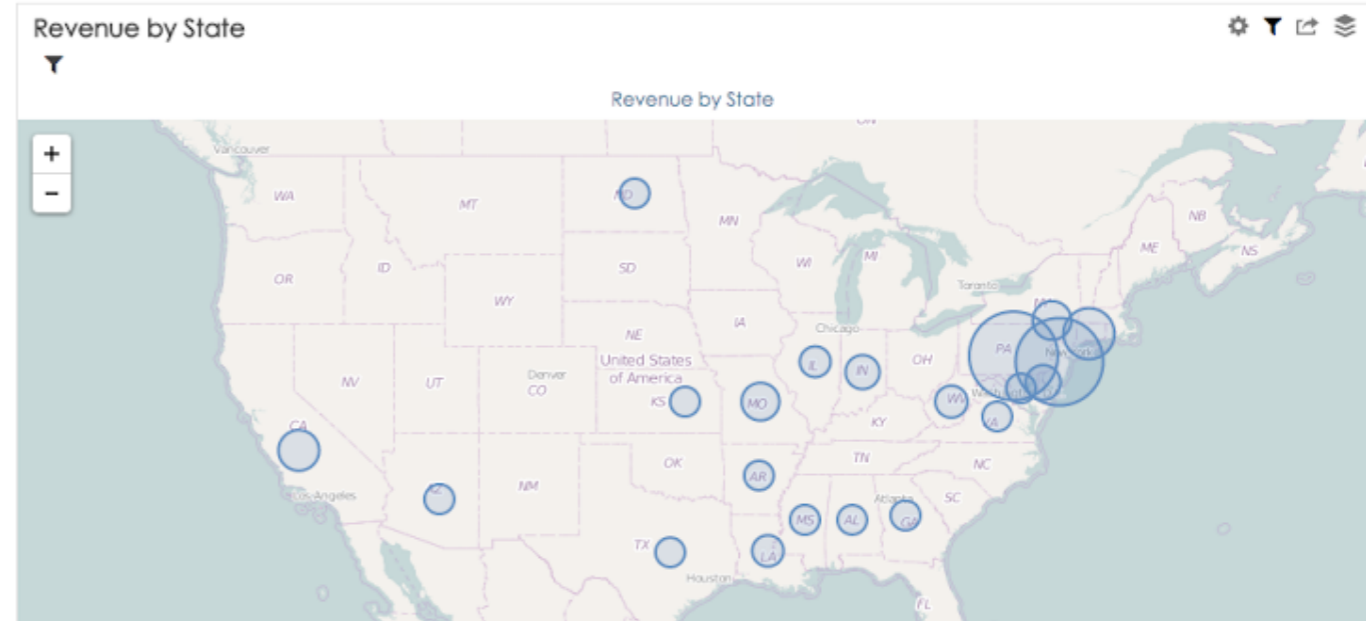 Revenue by State
Revenue by State
+
−
Vancouver
WA
MT
ND
MN
NB
ME
NS
OR
ID
SD
WI
MI
Toronto
WY
IA
Chicago
NE
United States
of America
PA
New York
NV
UT
Denver
CO
IL
IN
OH
KS
MO
WV
VA
KY
CA
OK
TN
NC
AR
Los Angeles
AZ
NM
Atlanta
SC
MS
AL
GA
TX
LA
Houston
FL